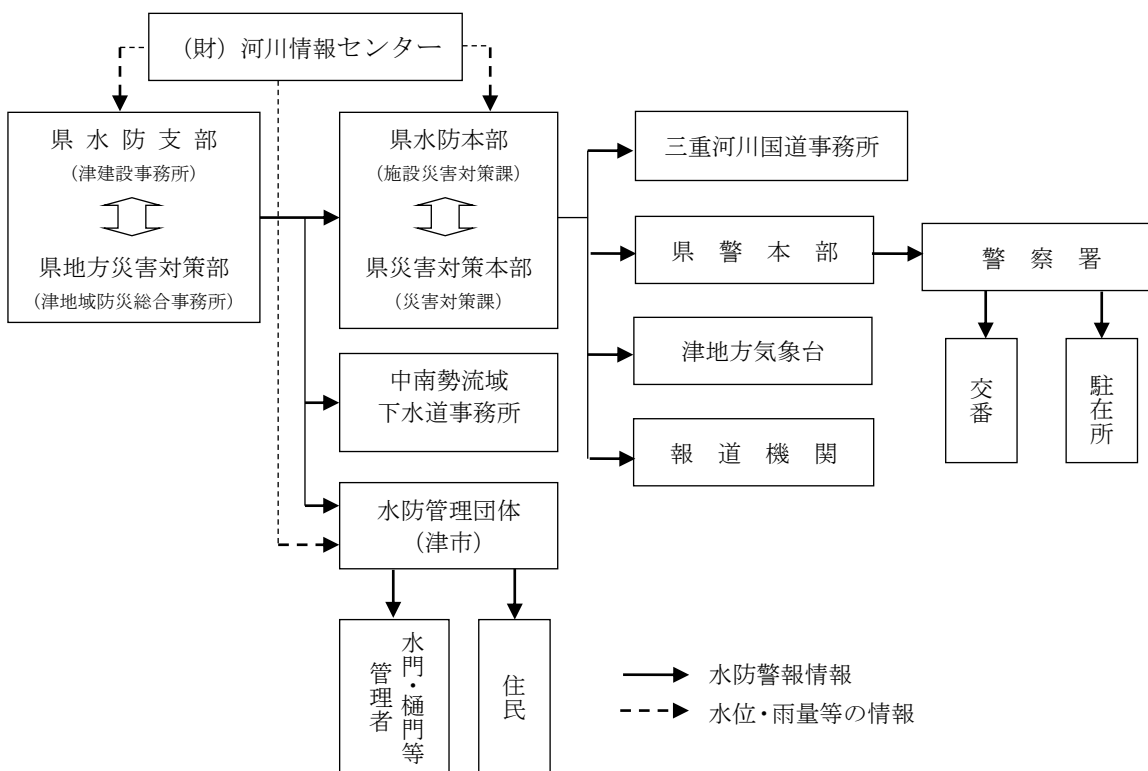 （財）河川情報センター
県水防支部
（津建設事務所）
県地方災害対策部
（津地域防災総合事務所）
県水防本部
（施設災害対策課）
県災害対策本部
（災害対策課）
中南勢流域
下水道事務所
水防管理団体
（津市）
水門・樋門等
管理者
住民
三重河川国道事務所
県警本部
津地方気象台
報道機関
警察署
交番
駐在所
水防警報情報
水位・雨量等の情報